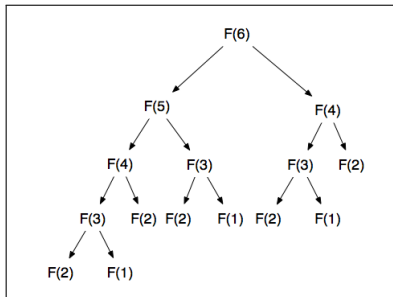 F(6)
F(5) F(4)
F(4) F(3) F(3) F(2)
F(3) F(2) F(2) F(1) F(2) F(1)
F(2) F(1)